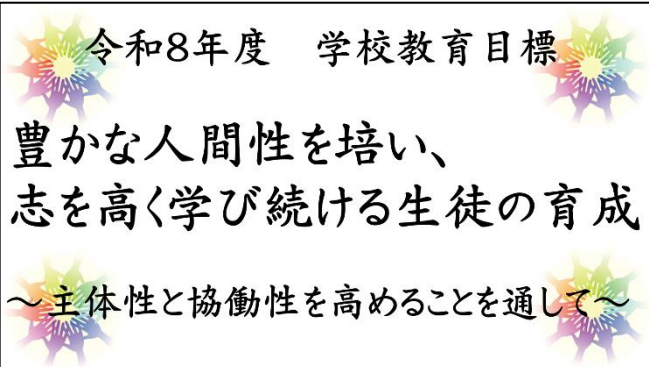 令和8年度　学校教育目標
豊かな人間性を培い、
志を高く学び続ける生徒の育成
～主体性と協働性を高めることを通して～